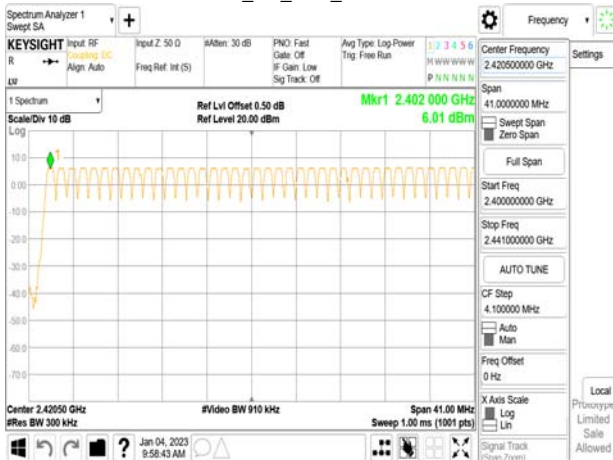 Spectrum Analyzer 1
Swept SA
Frequency
KEYSIGHT
R
Input: RF
Coupling: DC
Align: Auto
Input Z: 50 Ω
Freq Ref: Int (S)
#Atten: 30 dB
PNO: Fast
Gate: Off
IF Gain: Low
Sig Track: Off
Avg Type: Log-Power
Trig: Free Run
1 2 3 4 5 6
M W W W W W
P N N N N N
1 Spectrum
Scale/Div 10 dB
Log
Ref Lvl Offset 0.50 dB
Ref Level 20.00 dBm
Mkr1 2.402 000 GHz
6.01 dBm
1
10.0
0.00
-10.0
-20.0
-30.0
-40.0
-50.0
-60.0
-70.0
Center 2.42050 GHz
#Res BW 300 kHz
#Video BW 910 kHz
Span 41.00 MHz
Sweep 1.00 ms (1001 pts)
Jan 04, 2023
9:58:43 AM
Center Frequency
2.420500000 GHz
Settings
Span
41.0000000 MHz
Swept Span
Zero Span
Full Span
Start Freq
2.400000000 GHz
Stop Freq
2.441000000 GHz
AUTO TUNE
CF Step
4.100000 MHz
Auto
Man
Freq Offset
0 Hz
X Axis Scale
Log
Lin
Signal Track
(Span Zoom)
Local
Prototype
Limited
Sale
Allowed